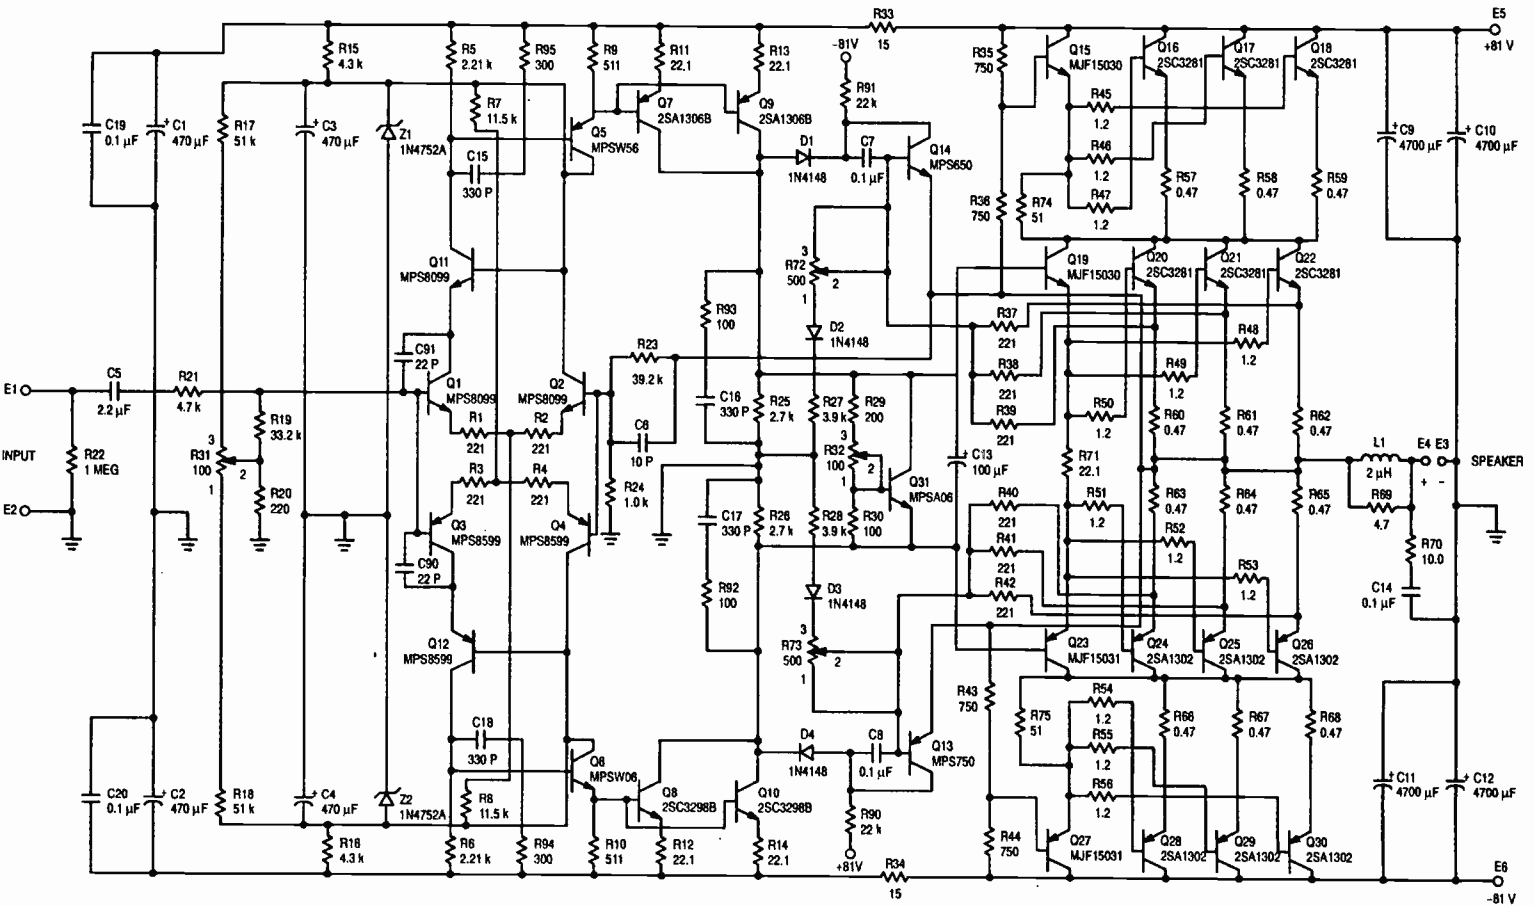 R33
15
E5
+81 V
R15
4.3 k
R5
2.21 k
R95
300
R9
511
R11
22.1
R13
22.1
-81V
R91
22 k
R35
750
Q15
MJF15030
Q16
2SC3281
Q17
2SC3281
Q18
2SC3281
C19
0.1 µF
C1
470 µF
R17
51 k
C3
470 µF
Z1
1N4752A
R7
11.5 k
Q5
MPSW56
Q7
2SA1306B
Q9
2SA1306B
D1
1N4148
C7
0.1 µF
Q14
MPS650
R45
1.2
R46
1.2
R47
1.2
C9
4700 µF
C10
4700 µF
C15
330 P
R36
750
R74
51
R57
0.47
R58
0.47
R59
0.47
Q11
MPS8099
3
R72
500
2
1
Q19
MJF15030
Q20
2SC3281
Q21
2SC3281
Q22
2SC3281
R93
100
D2
1N4148
R37
221
R38
221
R39
221
R48
1.2
R49
1.2
R50
1.2
C91
22 P
R23
39.2 k
E1
C5
2.2 µF
R21
4.7 k
Q1
MPS8099
Q2
MPS8099
R1
221
R2
221
C16
330 P
R25
2.7 k
R27
3.9 k
R29
200
R60
0.47
R61
0.47
R62
0.47
R19
33.2 k
C6
10 P
3
R32
100
2
1
C13
100 µF
R71
22.1
L1
2 µH
E4
E3
+
-
SPEAKER
INPUT
R22
1 MEG
3
R31
100
2
1
R3
221
R4
221
R24
1.0 k
Q31
MPSA06
R40
221
R51
1.2
R63
0.47
R64
0.47
R65
0.47
R69
4.7
E2
R20
220
Q3
MPS8599
Q4
MPS8599
C17
330 P
R26
2.7 k
R28
3.9 k
R30
100
R41
221
R52
1.2
R70
10.0
C90
22 P
R92
100
D3
1N4148
R42
221
R53
1.2
C14
0.1 µF
Q12
MPS8599
3
R73
500
2
1
Q23
MJF15031
Q24
2SA1302
Q25
2SA1302
Q26
2SA1302
R43
750
R75
51
R54
1.2
R55
1.2
R56
1.2
R66
0.47
R67
0.47
R68
0.47
C18
330 P
Q6
MPSW06
D4
1N4148
C8
0.1 µF
Q13
MPS750
C20
0.1 µF
C2
470 µF
R18
51 k
C4
470 µF
Z2
1N4752A
R8
11.5 k
Q8
2SC3298B
Q10
2SC3298B
R90
22 k
+81V
C11
4700 µF
C12
4700 µF
R16
4.3 k
R6
2.21 k
R94
300
R10
511
R12
22.1
R14
22.1
R44
750
Q27
MJF15031
Q28
2SA1302
Q29
2SA1302
Q30
2SA1302
R34
15
E6
-81 V